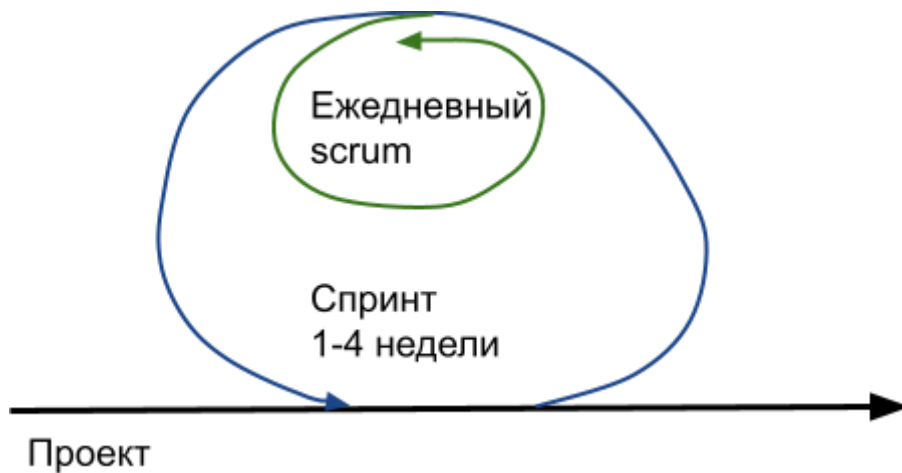 Ежедневный
scrum
Спринт
1-4 недели
Проект